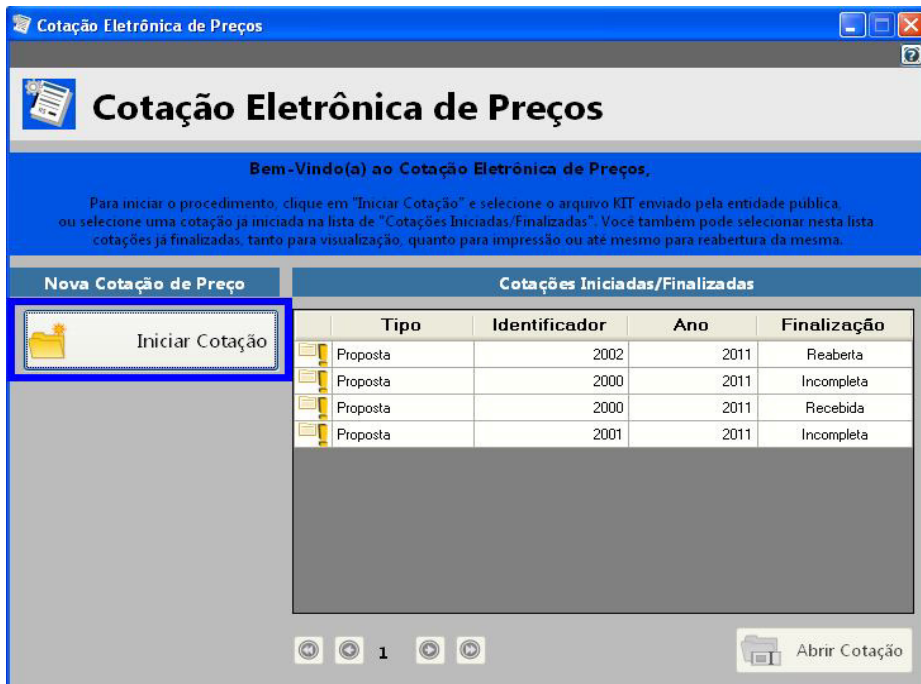 Cotação Eletrônica de Preços
Cotação Eletrônica de Preços
Bem-Vindo(a) ao Cotação Eletrônica de Preços,
Para iniciar o procedimento, clique em "Iniciar Cotação" e selecione o arquivo KIT enviado pela entidade pública,
ou selecione uma cotação já iniciada na lista de "Cotações Iniciadas/Finalizadas". Você tambem pode selecionar nesta lista
cotações já finalizadas, tanto para visualização, quanto para impressão ou até mesmo para reabertura da mesma.
Nova Cotação de Preço
Iniciar Cotação
Cotações Iniciadas/Finalizadas
Tipo Identificador Ano Finalização
Proposta 2002 2011 Reaberta
Proposta 2000 2011 Incompleta
Proposta 2000 2011 Recebida
Proposta 2001 2011 Incompleta
1
Abrir Cotação